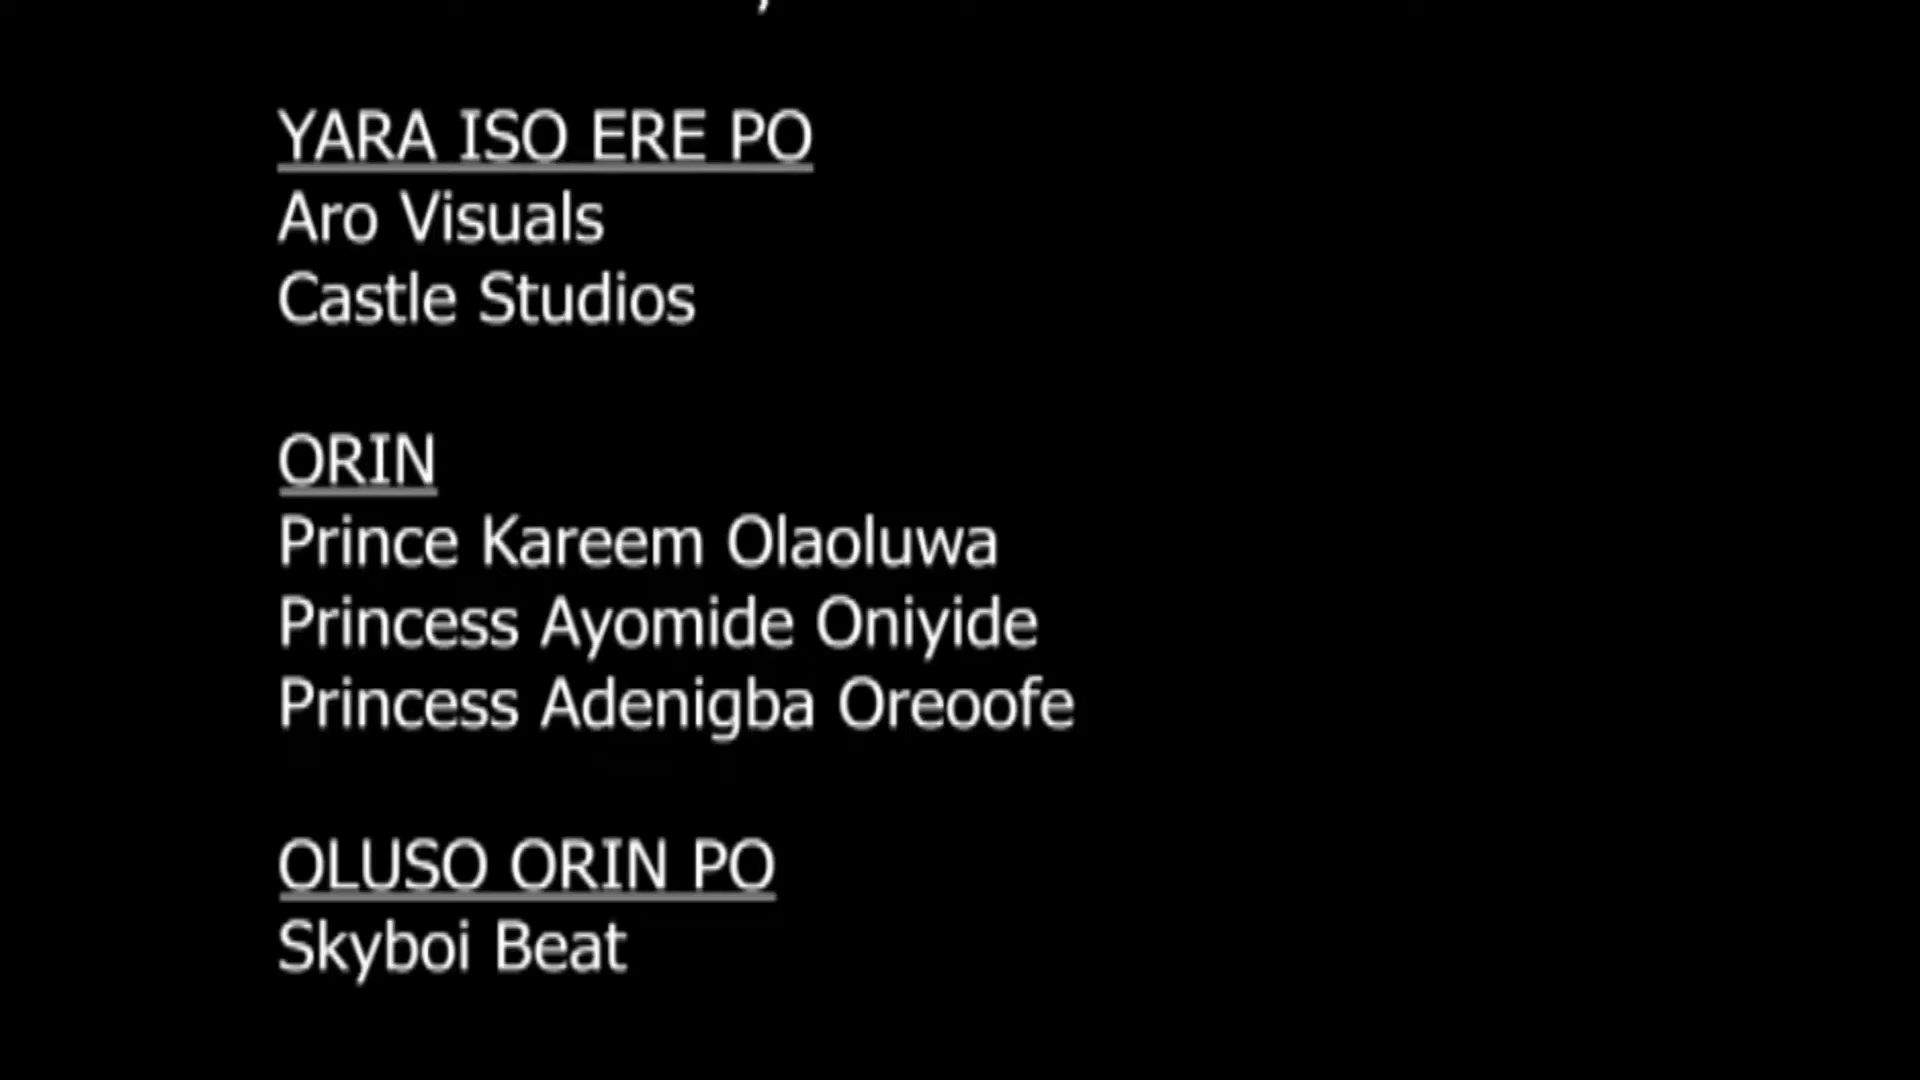 YARA ISO ERE PO
Aro Visuals
Castle Studios
ORIN
Prince Kareem Olaoluwa
Princess Ayomide Oniyide
Princess Adenigba Oreoofe
OLUSO ORIN PO
Skyboi Beat